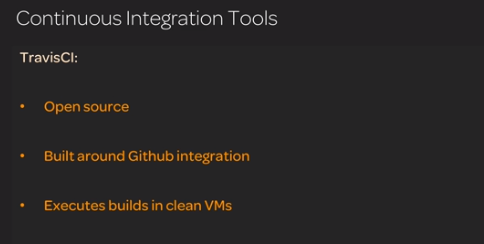 Continuous Integration Tools
TravisCI:
• Open source
• Built around Github integration
• Executes builds in clean VMs